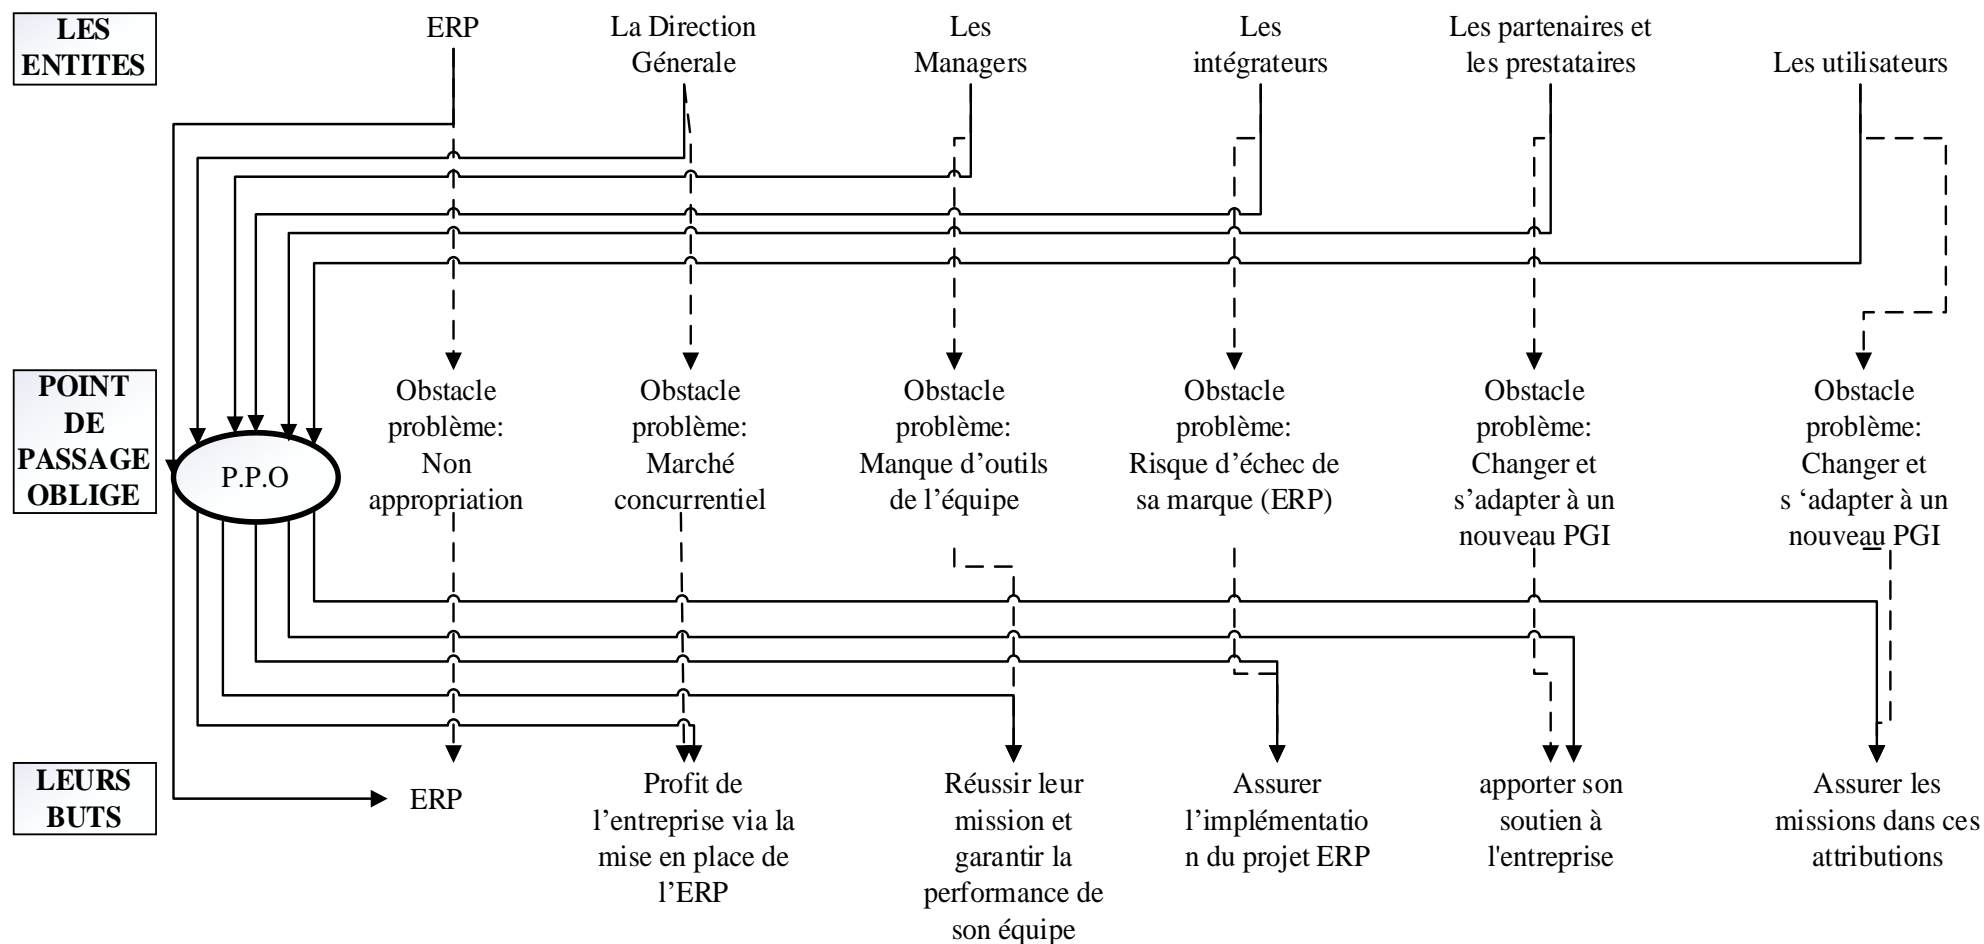 LES
ENTITES
ERP
La Direction
Génerale
Les
Managers
Les
intégrateurs
Les partenaires et
les prestataires
Les utilisateurs
POINT
DE
PASSAGE
OBLIGE
P.P.O
Obstacle
problème:
Non
appropriation
Obstacle
problème:
Marché
concurrentiel
Obstacle
problème:
Manque d’outils
de l’équipe
Obstacle
problème:
Risque d’échec de
sa marque (ERP)
Obstacle
problème:
Changer et
s’adapter à un
nouveau PGI
Obstacle
problème:
Changer et
s ‘adapter à un
nouveau PGI
LEURS
BUTS
ERP
Profit de
l’entreprise via la
mise en place de
l’ERP
Réussir leur
mission et
garantir la
performance de
son équipe
Assurer
l’implémentatio
n du projet ERP
apporter son
soutien à
l'entreprise
Assurer les
missions dans ces
attributions